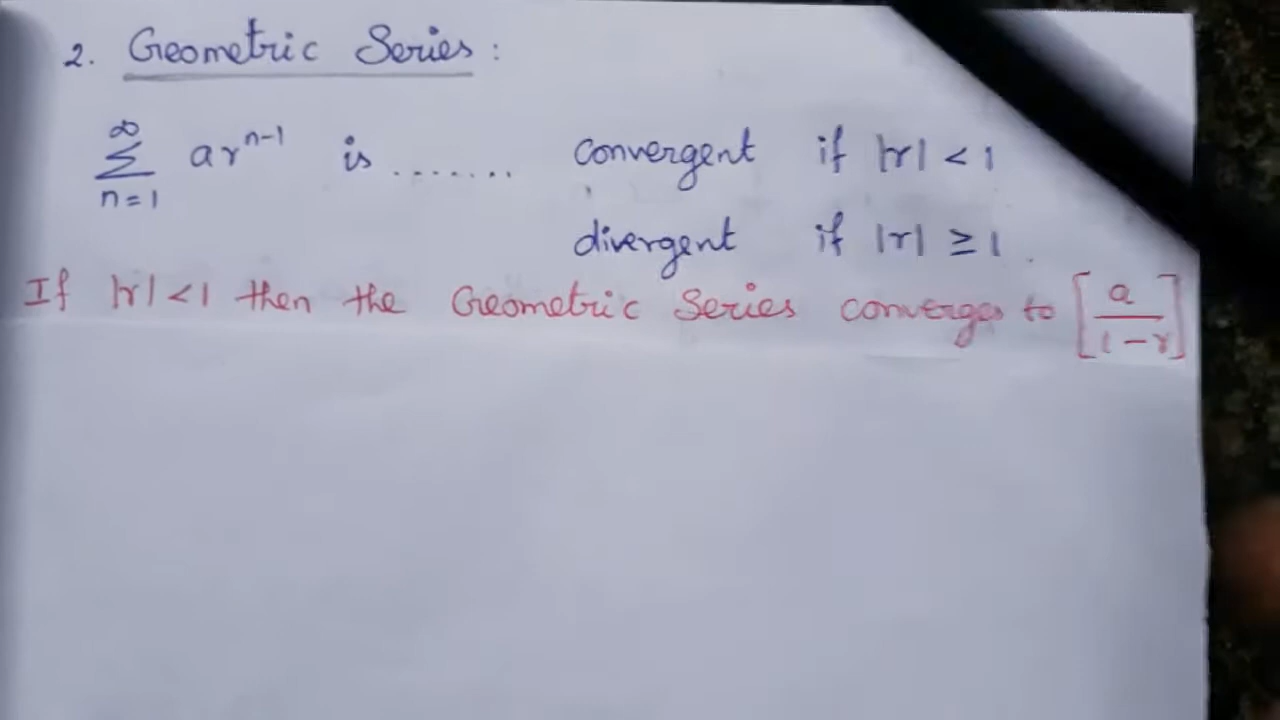 2. Geometric Series :
∞
∑ ar^(n-1) is ....... convergent if |r| < 1
n=1
divergent if |r| ≥ 1.
If |r| < 1 then the Geometric Series converges to [a/(1-r)]